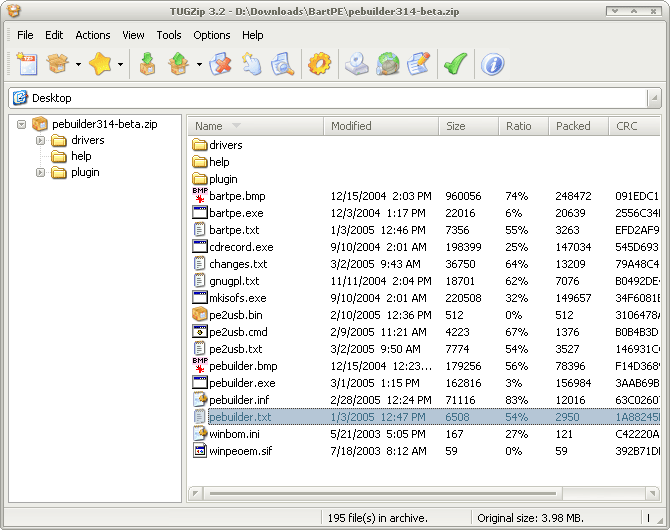 TUGZip 3.2 - D:\Downloads\BartPE\pebuilder314-beta.zip
File Edit Actions View Tools Options Help
Desktop
pebuilder314-beta.zip
drivers
help
plugin
Name Modified Size Ratio Packed CRC
drivers
help
plugin
bartpe.bmp 12/15/2004 2:03 PM 960056 74% 248472 091EDC1
bartpe.exe 12/3/2004 1:17 PM 22016 6% 20639 2556C34
bartpe.txt 1/3/2005 12:46 PM 7356 55% 3263 EFD2AF9
cdrecord.exe 9/10/2004 2:01 AM 198399 25% 147034 545D693
changes.txt 3/2/2005 9:43 AM 36750 64% 13209 79A48C4
gnugpl.txt 11/11/2004 2:04 PM 18701 62% 7076 B0492DE
mkisofs.exe 9/10/2004 2:01 AM 220508 32% 149657 34F6081
pe2usb.bin 2/10/2005 12:36 PM 512 0% 512 3106478
pe2usb.cmd 2/9/2005 11:21 AM 4223 67% 1376 B0B4B3D
pe2usb.txt 3/2/2005 9:50 AM 7774 54% 3527 146931C
pebuilder.bmp 12/15/2004 12:23... 179256 56% 78396 F14D368
pebuilder.exe 3/1/2005 1:15 PM 162816 3% 156984 3AAB69B
pebuilder.inf 2/28/2005 12:24 PM 71116 83% 12016 63C0260
pebuilder.txt 1/3/2005 12:47 PM 6508 54% 2950 1A88245
winbom.ini 5/21/2003 5:05 PM 167 27% 121 C42220A
winpeoem.sif 7/18/2003 8:12 AM 59 0% 59 392B71D
195 file(s) in archive. Original size: 3.98 MB.